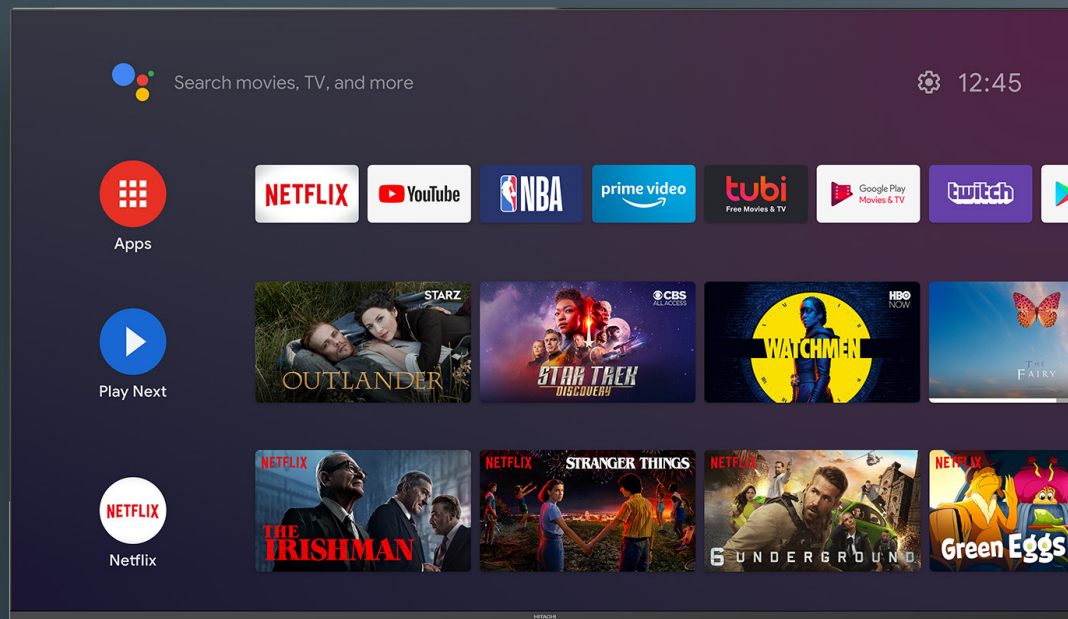 Search movies, TV, and more
12:45
Apps
NETFLIX
YouTube
NBA
prime video
tubi
Free Movies & TV
Google Play
Movies & TV
twitch
Play Next
STARZ
OUTLANDER
CBS
ALL ACCESS
STAR TREK
DISCOVERY
HBO
NOW
WATCHMEN
THE
FAIRY
NETFLIX
Netflix
NETFLIX
THE
IRISHMAN
NETFLIX
STRANGER THINGS
NETFLIX
6 UNDERGROUND
NETFLIX
Green Eggs
HITACHI